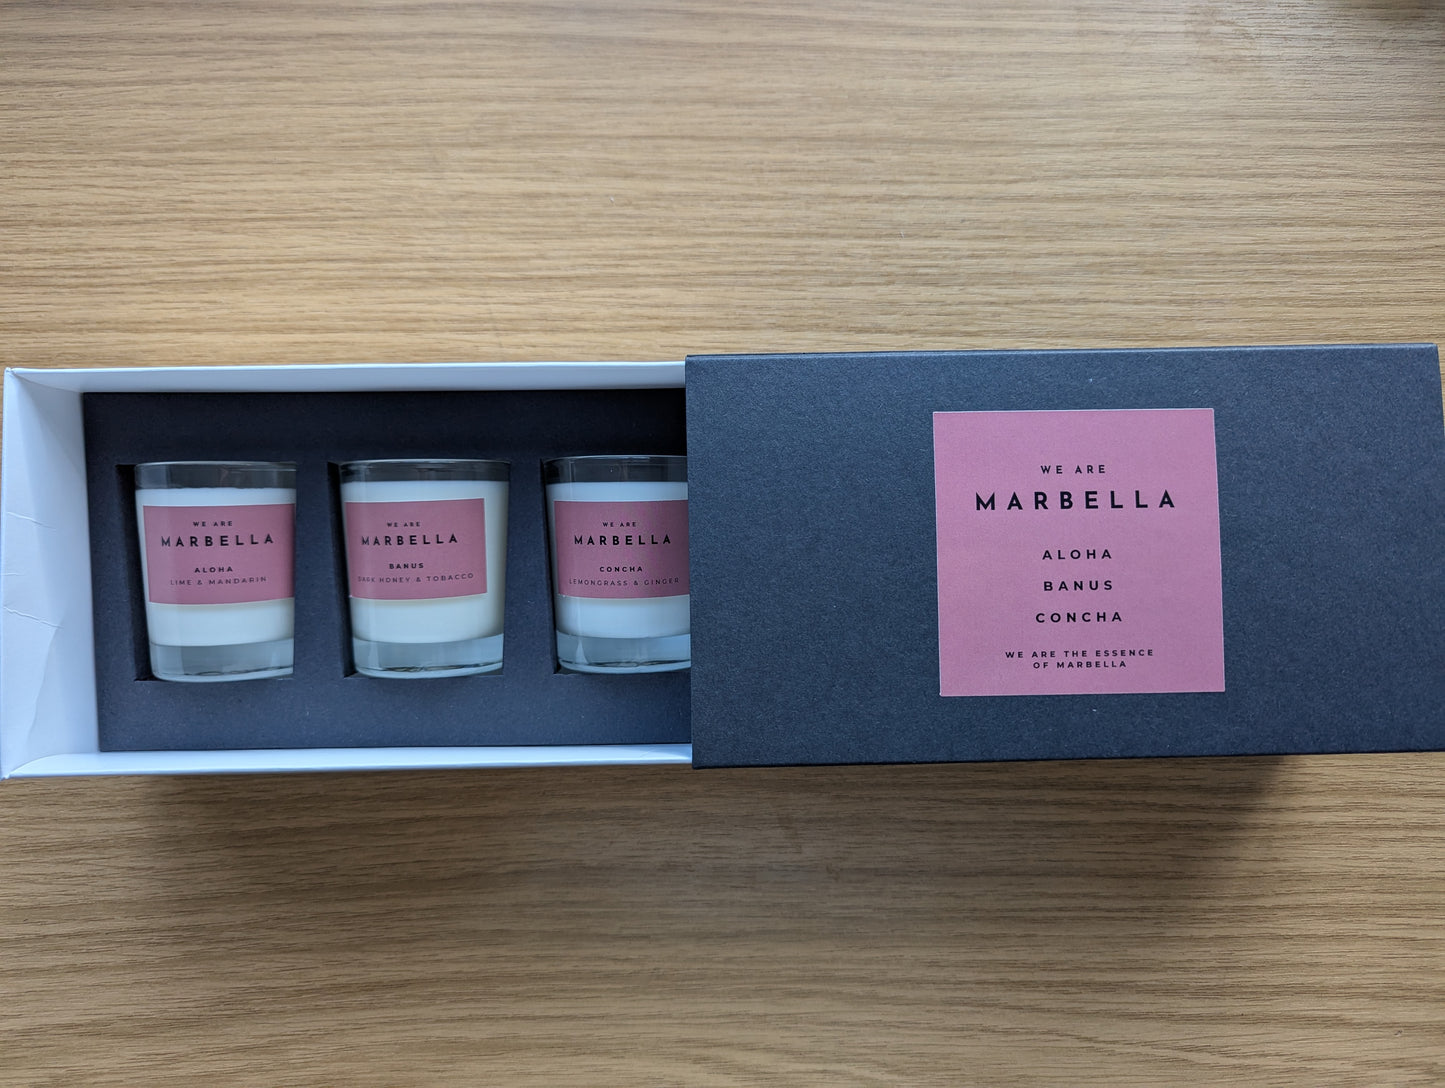 WE ARE
MARBELLA
ALOHA
LIME & MANDARIN
WE ARE
MARBELLA
BANUS
DARK HONEY & TOBACCO
WE ARE
MARBELLA
CONCHA
LEMONGRASS & GINGER
WE ARE
MARBELLA
ALOHA
BANUS
CONCHA
WE ARE THE ESSENCE
OF MARBELLA